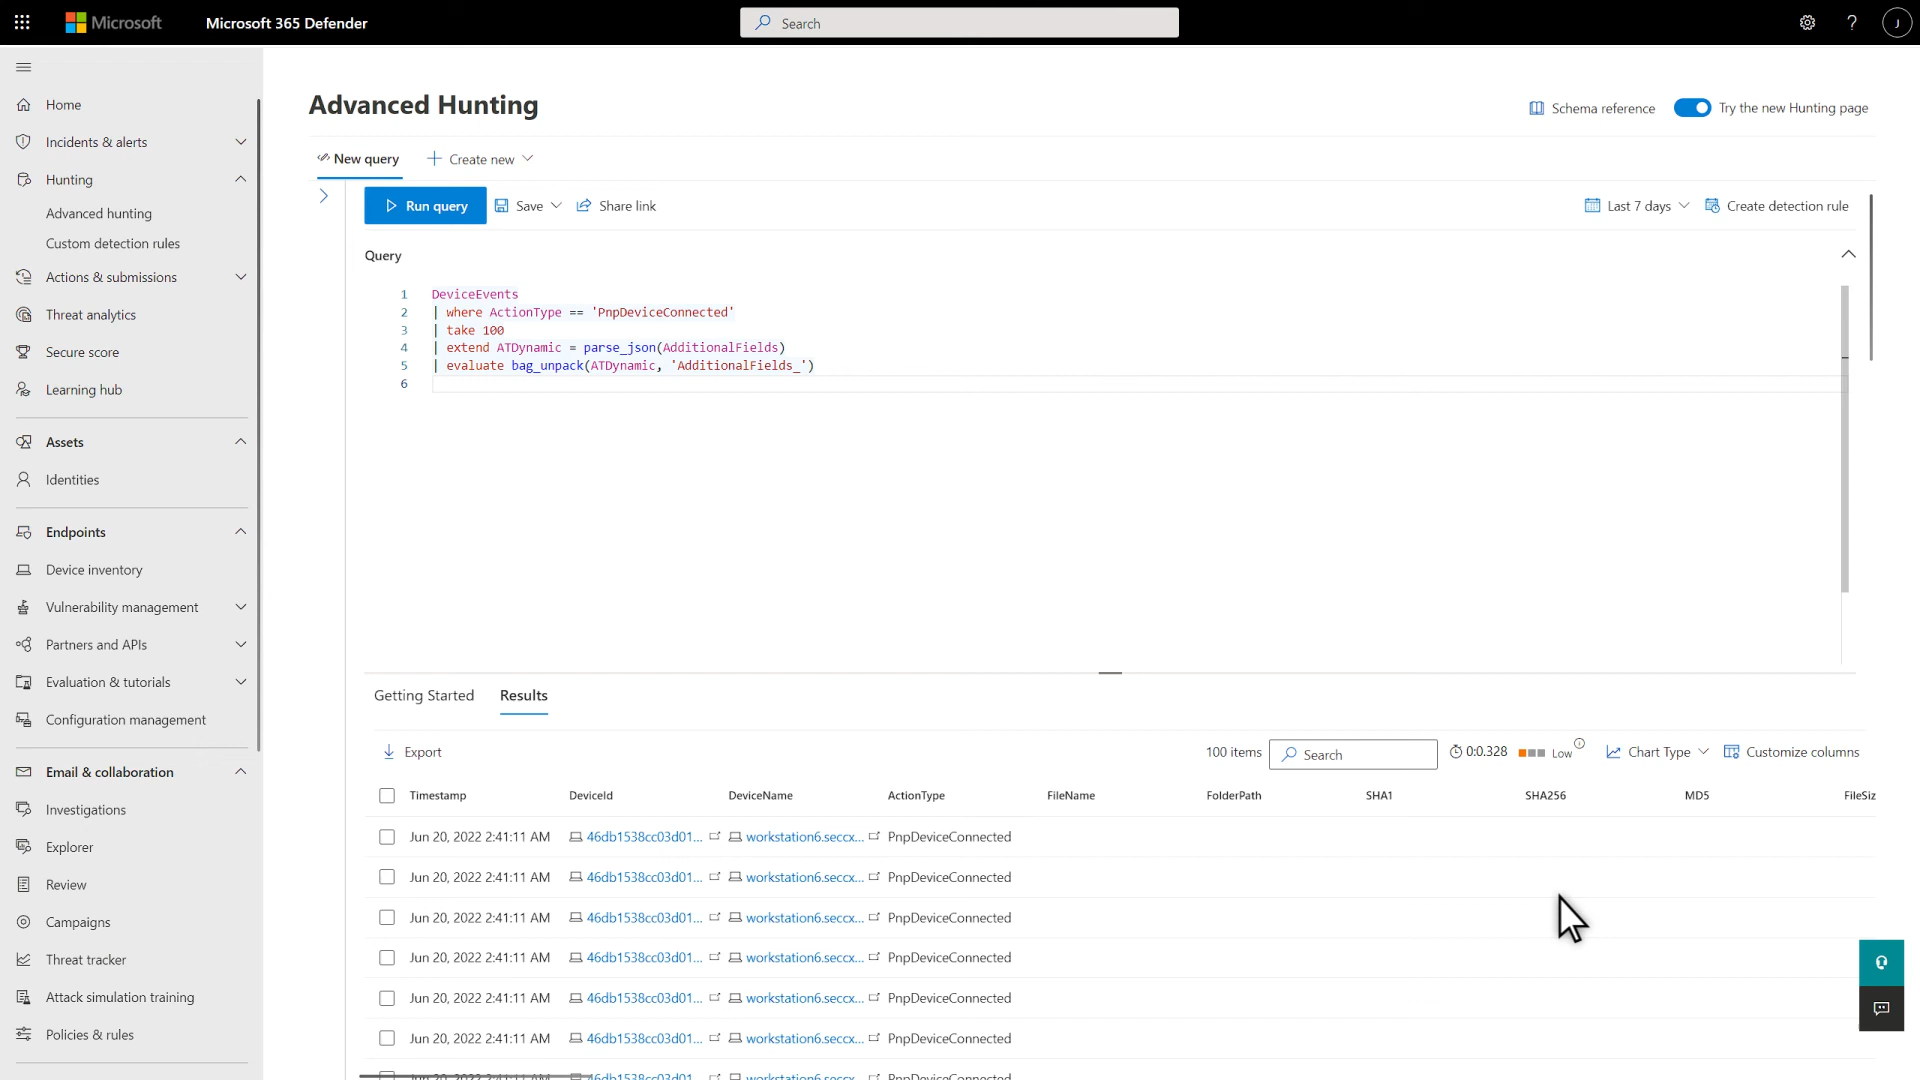 Microsoft
Microsoft 365 Defender
Search
?
J
Home
Incidents & alerts
Hunting
Advanced hunting
Custom detection rules
Actions & submissions
Threat analytics
Secure score
Learning hub
Assets
Identities
Endpoints
Device inventory
Vulnerability management
Partners and APIs
Evaluation & tutorials
Configuration management
Email & collaboration
Investigations
Explorer
Review
Campaigns
Threat tracker
Attack simulation training
Policies & rules
Advanced Hunting
Schema reference
Try the new Hunting page
New query
Create new
Run query
Save
Share link
Last 7 days
Create detection rule
Query
1 DeviceEvents
2 | where ActionType == 'PnpDeviceConnected'
3 | take 100
4 | extend ATDynamic = parse_json(AdditionalFields)
5 | evaluate bag_unpack(ATDynamic, 'AdditionalFields_')
6
Getting Started Results
Export
100 items
Search
0:0.328
Low
Chart Type
Customize columns
Timestamp DeviceId DeviceName ActionType FileName FolderPath SHA1 SHA256 MD5 FileSiz
Jun 20, 2022 2:41:11 AM 46db1538cc03d01... workstation6.seccx... PnpDeviceConnected
Jun 20, 2022 2:41:11 AM 46db1538cc03d01... workstation6.seccx... PnpDeviceConnected
Jun 20, 2022 2:41:11 AM 46db1538cc03d01... workstation6.seccx... PnpDeviceConnected
Jun 20, 2022 2:41:11 AM 46db1538cc03d01... workstation6.seccx... PnpDeviceConnected
Jun 20, 2022 2:41:11 AM 46db1538cc03d01... workstation6.seccx... PnpDeviceConnected
Jun 20, 2022 2:41:11 AM 46db1538cc03d01... workstation6.seccx... PnpDeviceConnected